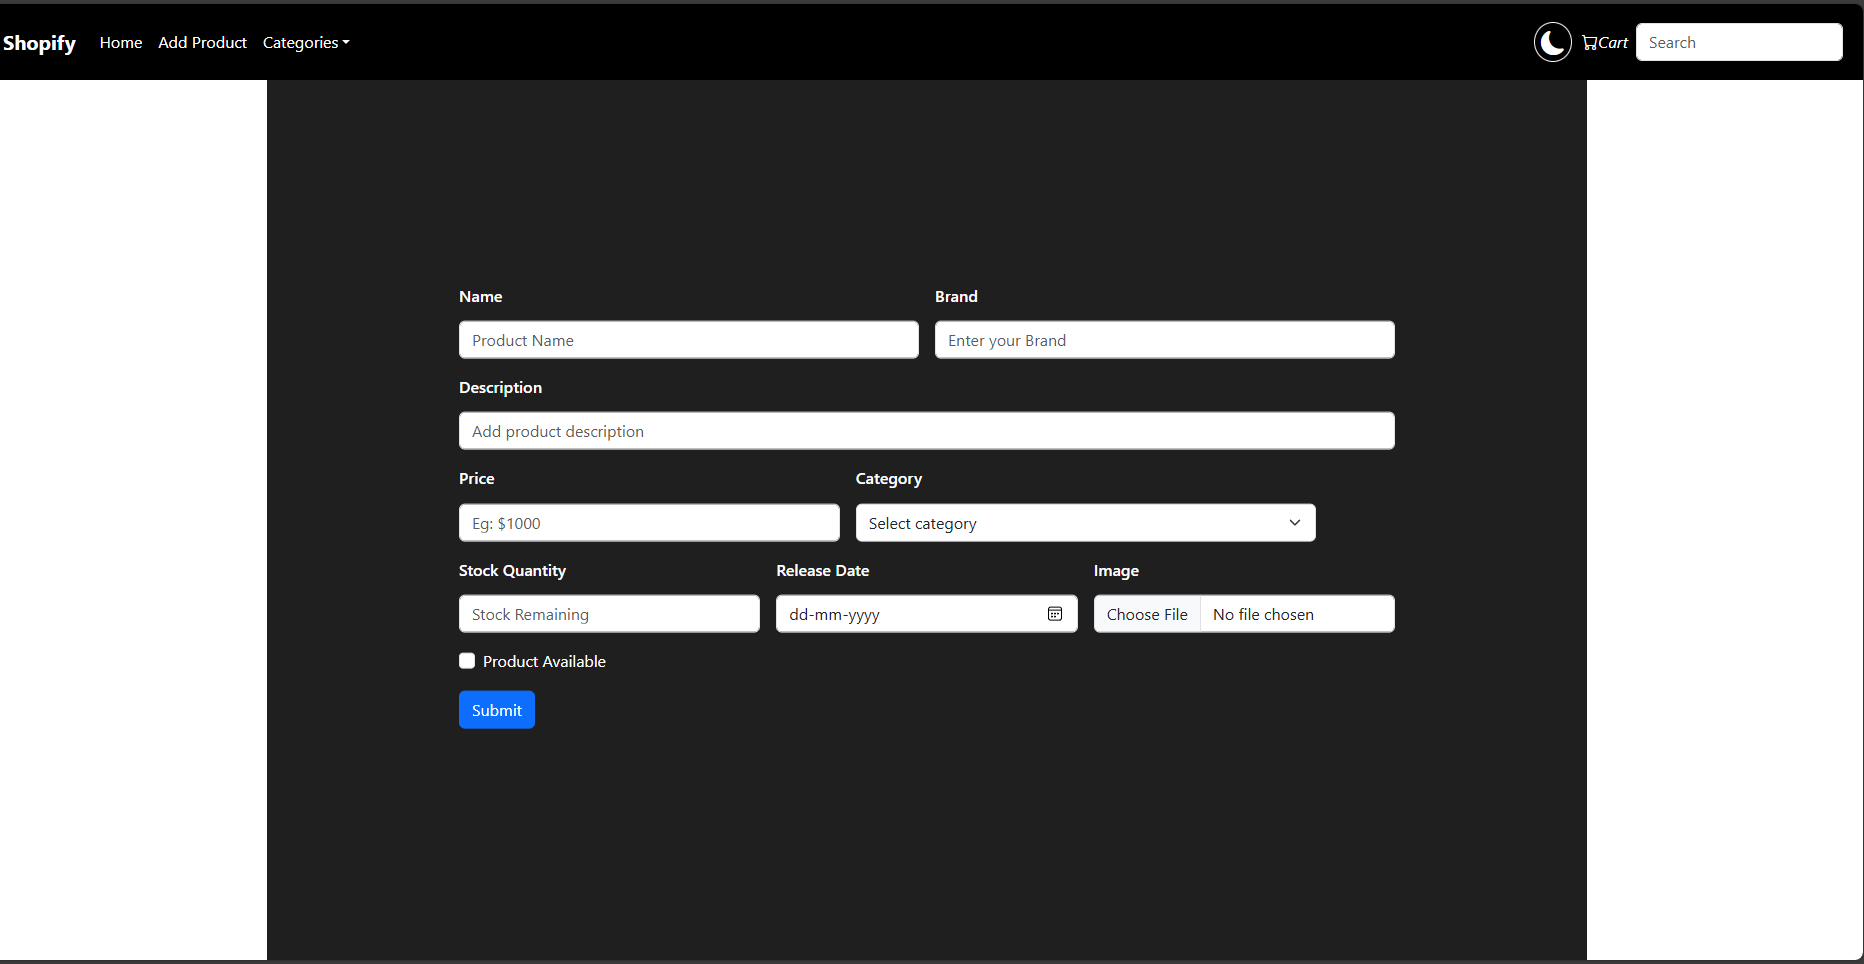 Shopify Home Add Product Categories Cart Search
Name Brand
Product Name Enter your Brand
Description
Add product description
Price Category
Eg: $1000 Select category
Stock Quantity Release Date Image
Stock Remaining dd-mm-yyyy Choose File No file chosen
Product Available
Submit